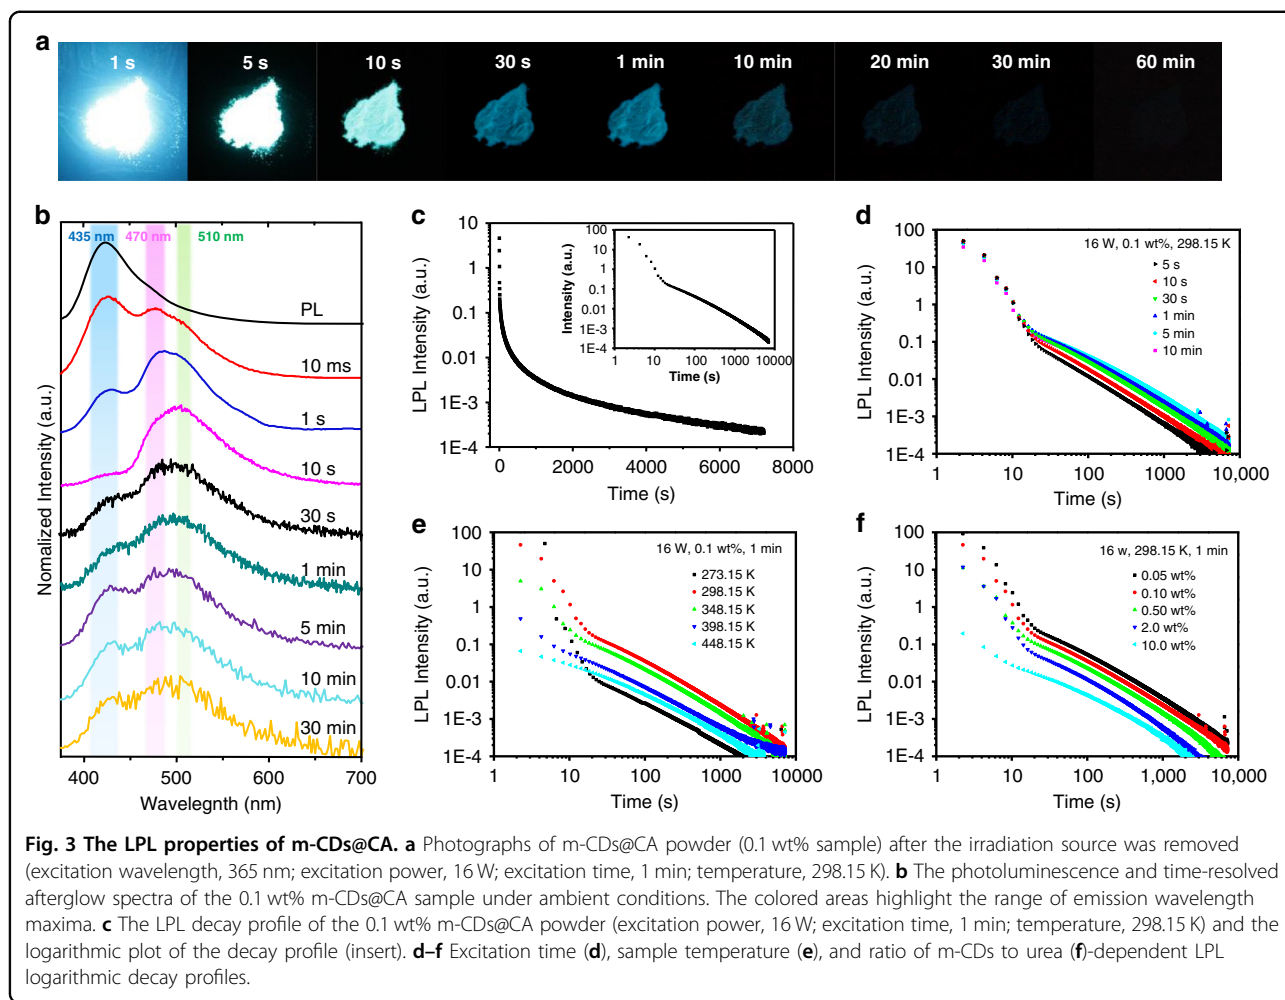 a
1 s 5 s 10 s 30 s 1 min 10 min 20 min 30 min 60 min
b
435 nm 470 nm 510 nm
PL
10 ms
1 s
10 s
30 s
1 min
5 min
10 min
30 min
Nomalized Intensity (a.u.)
400 500 600 700
Wavelegnth (nm)
c
10
1
0.1
0.01
1E–3
1E–4
LPL Intensity (a.u.)
0 2000 4000 6000 8000
Time (s)
100
10
1
0.1
0.01
1E-3
1E-4
Intensity (a.u.)
1 10 100 1000 10000
Time (s)
d
16 W, 0.1 wt%, 298.15 K
5 s
10 s
30 s
1 min
5 min
10 min
100
10
1
0.1
0.01
1E–3
1E–4
LPL Intensity (a.u.)
1 10 100 1000 10,000
Time (s)
e
16 W, 0.1 wt%, 1 min
273.15 K
298.15 K
348.15 K
398.15 K
448.15 K
100
10
1
0.1
0.01
1E–3
1E–4
LPL Intensity (a.u.)
1 10 100 1000 10000
Time (s)
f
16 w, 298.15 K, 1 min
0.05 wt%
0.10 wt%
0.50 wt%
2.0 wt%
10.0 wt%
100
10
1
0.1
0.01
1E–3
1E–4
LPL Intensity (a.u.)
1 10 100 1000 10,000
Time (s)
Fig. 3 The LPL properties of m-CDs@CA. a Photographs of m-CDs@CA powder (0.1 wt% sample) after the irradiation source was removed
(excitation wavelength, 365 nm; excitation power, 16 W; excitation time, 1 min; temperature, 298.15 K). b The photoluminescence and time-resolved
afterglow spectra of the 0.1 wt% m-CDs@CA sample under ambient conditions. The colored areas highlight the range of emission wavelength
maxima. c The LPL decay profile of the 0.1 wt% m-CDs@CA powder (excitation power, 16 W; excitation time, 1 min; temperature, 298.15 K) and the
logarithmic plot of the decay profile (insert). d–f Excitation time (d), sample temperature (e), and ratio of m-CDs to urea (f)-dependent LPL
logarithmic decay profiles.